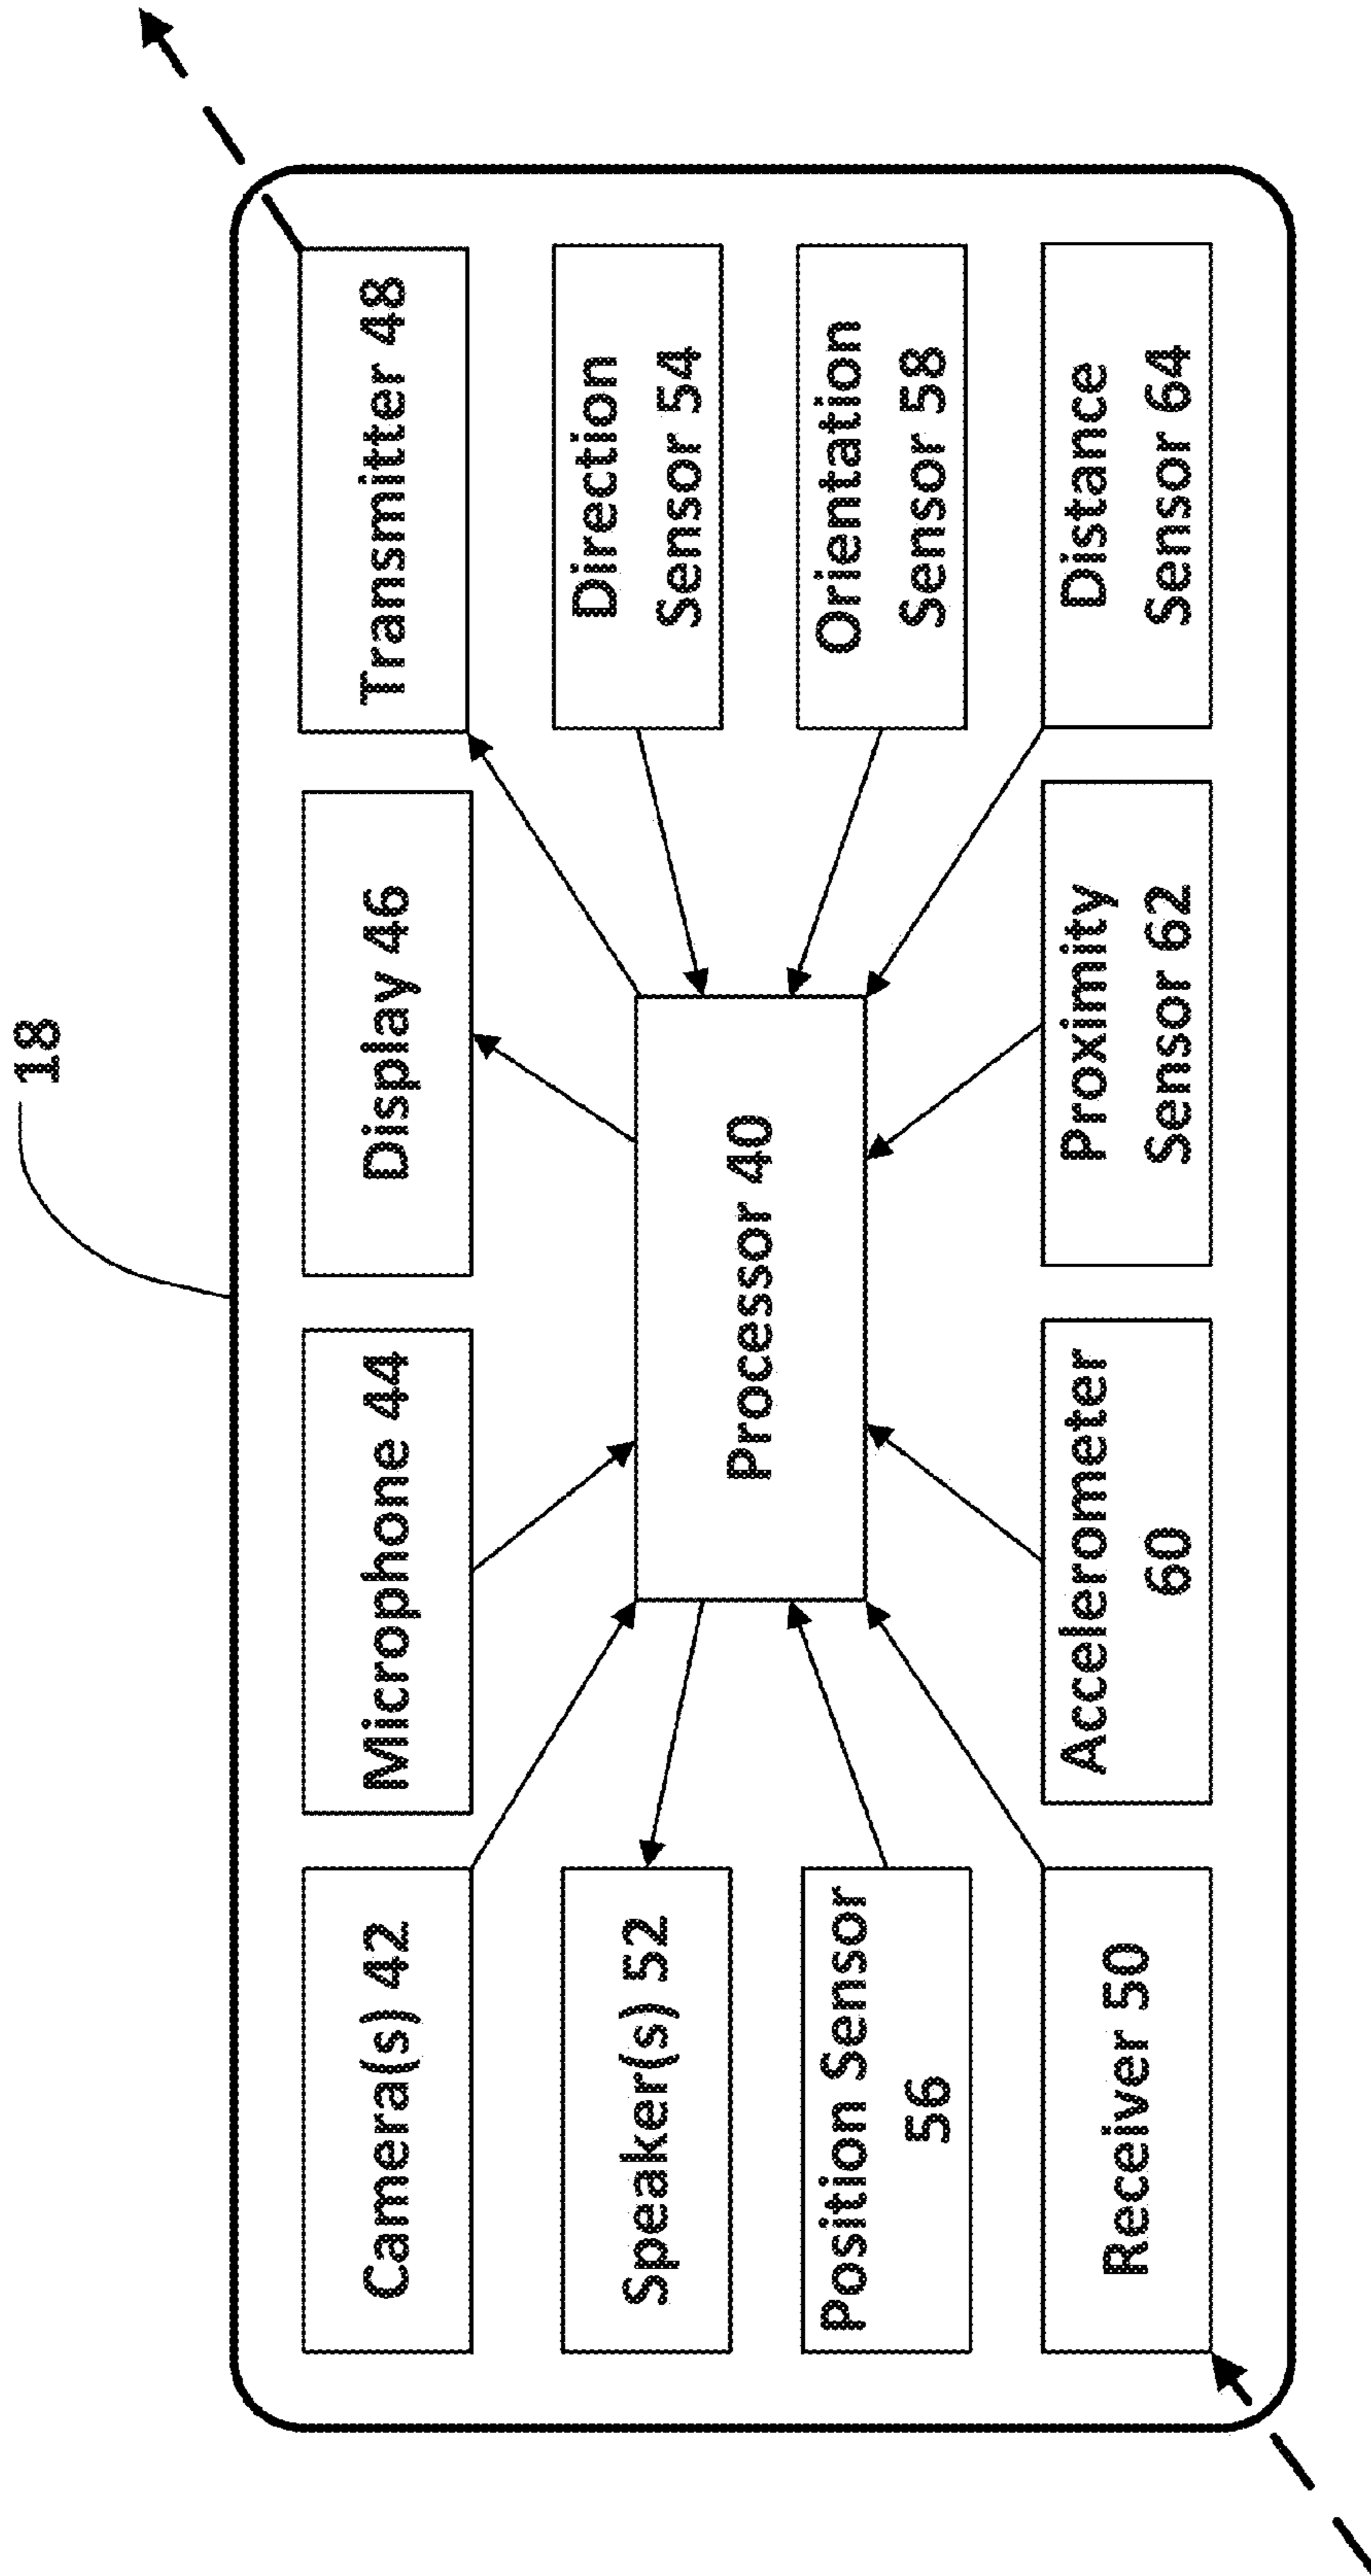 18
Camera(s) 42
Microphone 44
Display 46
Transmitter 48
Speaker(s) 52
Direction
Sensor 54
Processor 40
Position Sensor
56
Orientation
Sensor 58
Receiver 50
Accelerometer
60
Proximity
Sensor 62
Distance
Sensor 64